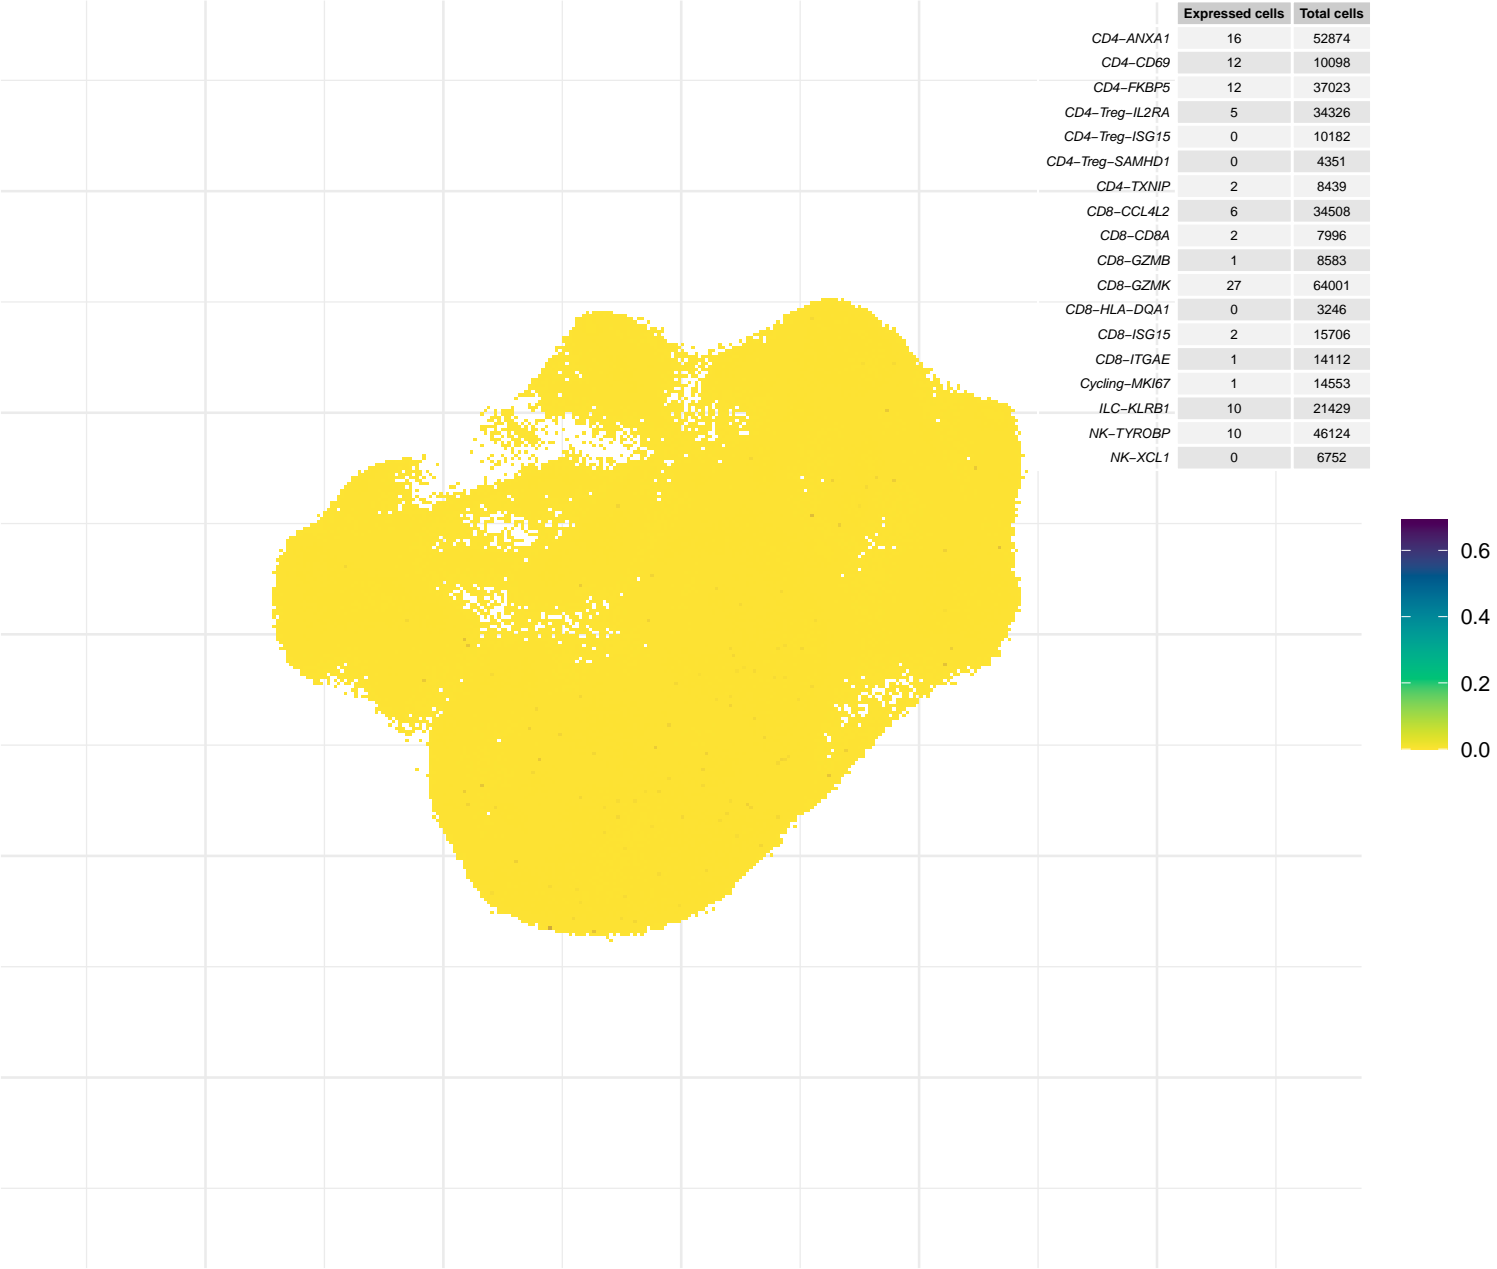 Expressed cells Total cells
CD4−ANXA1 16 52874
CD4−CD69 12 10098
CD4−FKBP5 12 37023
CD4−Treg−IL2RA 5 34326
CD4−Treg−ISG15 0 10182
CD4−Treg−SAMHD1 0 4351
CD4−TXNIP 2 8439
CD8−CCL4L2 6 34508
CD8−CD8A 2 7996
CD8−GZMB 1 8583
CD8−GZMK 27 64001
CD8−HLA−DQA1 0 3246
CD8−ISG15 2 15706
CD8−ITGAE 1 14112
Cycling−MKI67 1 14553
ILC−KLRB1 10 21429
NK−TYROBP 10 46124
NK−XCL1 0 6752
0.6
0.4
0.2
0.0